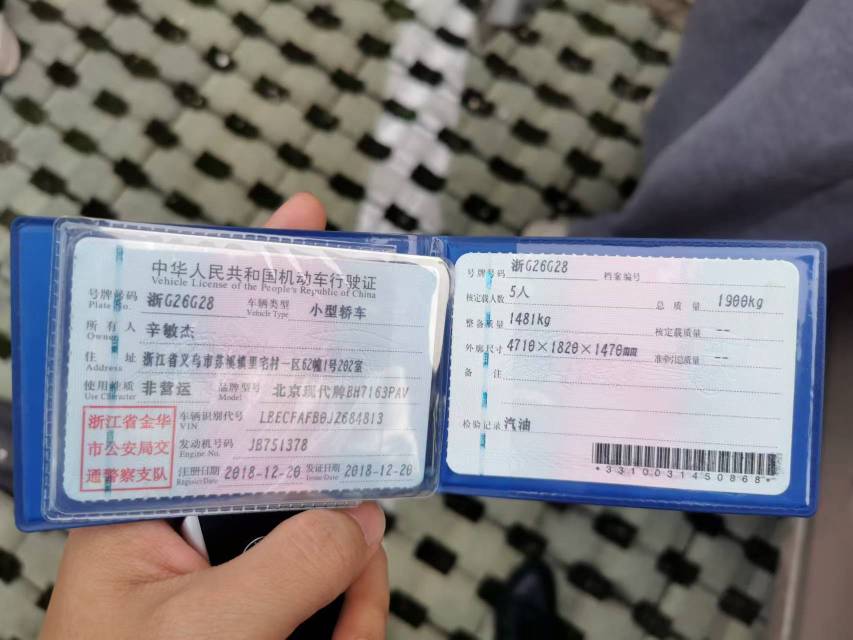 中华人民共和国机动车行驶证
Vehicle License of the People's Republic of China
号牌号码 浙G26G28 车辆类型 小型轿车
Plate No. Vehicle Type
所有人 辛敏杰
Owner
住址 浙江省义乌市苏溪镇里宅村一区62幢1号202室
Address
使用性质 非营运 品牌型号 北京现代牌BH7163PAV
Use Character Model
浙江省金华
市公安局交
通警察支队
车辆识别代号 LBECFAFB0JZ684813
VIN
发动机号码 JB751378
Engine No.
注册日期 2018-12-20 发证日期 2018-12-20
Register Date Issue Date
号牌号码 浙G26G28 档案编号
核定载人数 5人 总质量 1900kg
整备质量 1481kg 核定载质量 --
外廓尺寸 4710×1820×1470mm 准牵引总质量 --
备注
检验记录 汽油
*3310031450868*